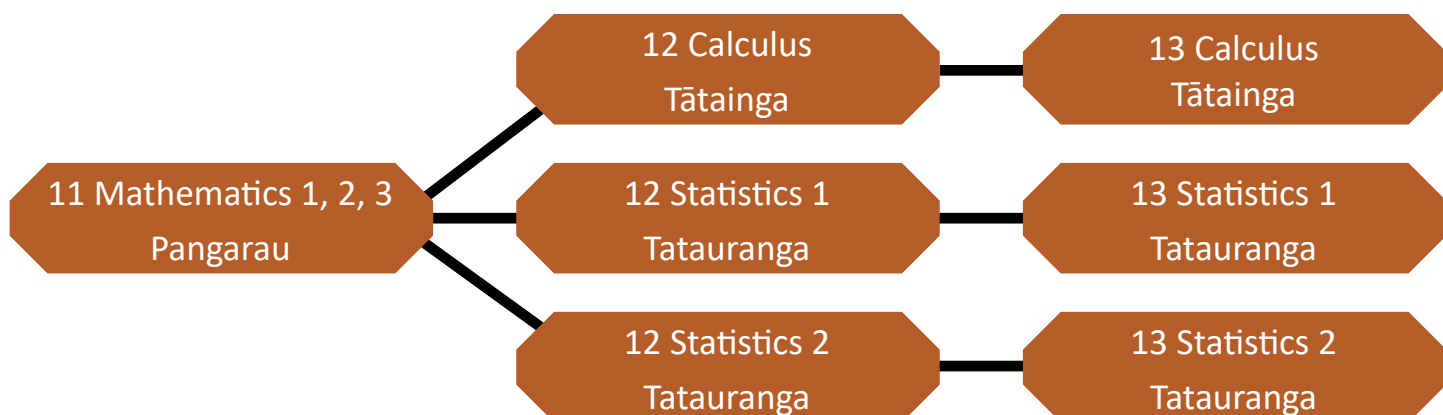 12 Calculus
Tātainga
13 Calculus
Tātainga
11 Mathematics 1, 2, 3
Pangarau
12 Statistics 1
Tatauranga
13 Statistics 1
Tatauranga
12 Statistics 2
Tatauranga
13 Statistics 2
Tatauranga